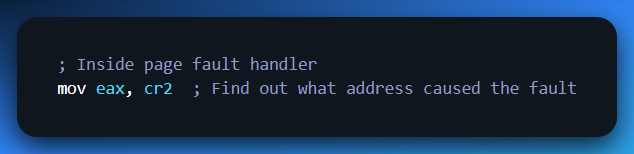 ; Inside page fault handler
mov eax, cr2  ; Find out what address caused the fault